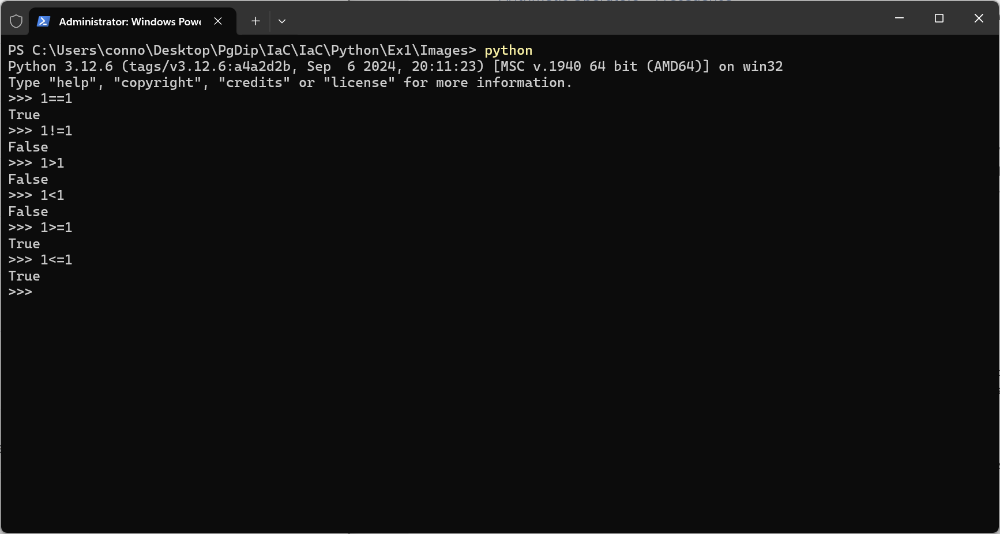 Administrator: Windows Powe
PS C:\Users\conno\Desktop\PgDip\IaC\IaC\Python\Ex1\Images> python
Python 3.12.6 (tags/v3.12.6:a4a2d2b, Sep  6 2024, 20:11:23) [MSC v.1940 64 bit (AMD64)] on win32
Type "help", "copyright", "credits" or "license" for more information.
>>> 1==1
True
>>> 1!=1
False
>>> 1>1
False
>>> 1<1
False
>>> 1>=1
True
>>> 1<=1
True
>>>